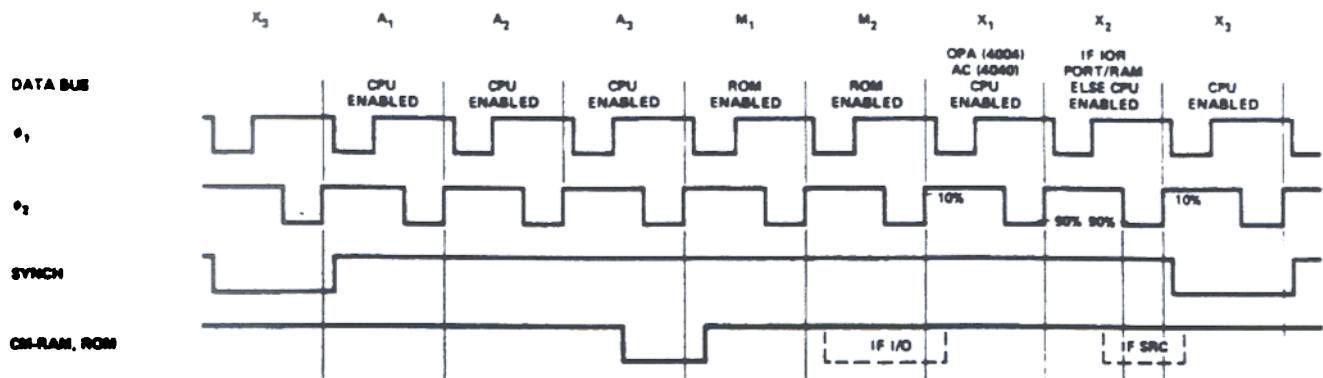 X₃ A₁ A₂ A₃ M₁ M₂ X₁ X₂ X₃
OPA (4004) IF IOR
AC (4040) PORT/RAM
DATA BUS CPU CPU CPU ROM ROM CPU ELSE CPU CPU
ENABLED ENABLED ENABLED ENABLED ENABLED ENABLED ENABLED ENABLED
φ₁
φ₂ 10% 10%
90% 90%
SYNCH
CM-RAM, ROM IF I/O IF SRC